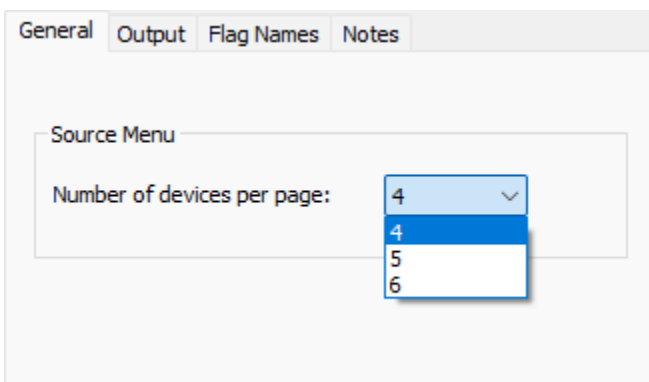 General Output Flag Names Notes
Source Menu
Number of devices per page: 4
4
5
6